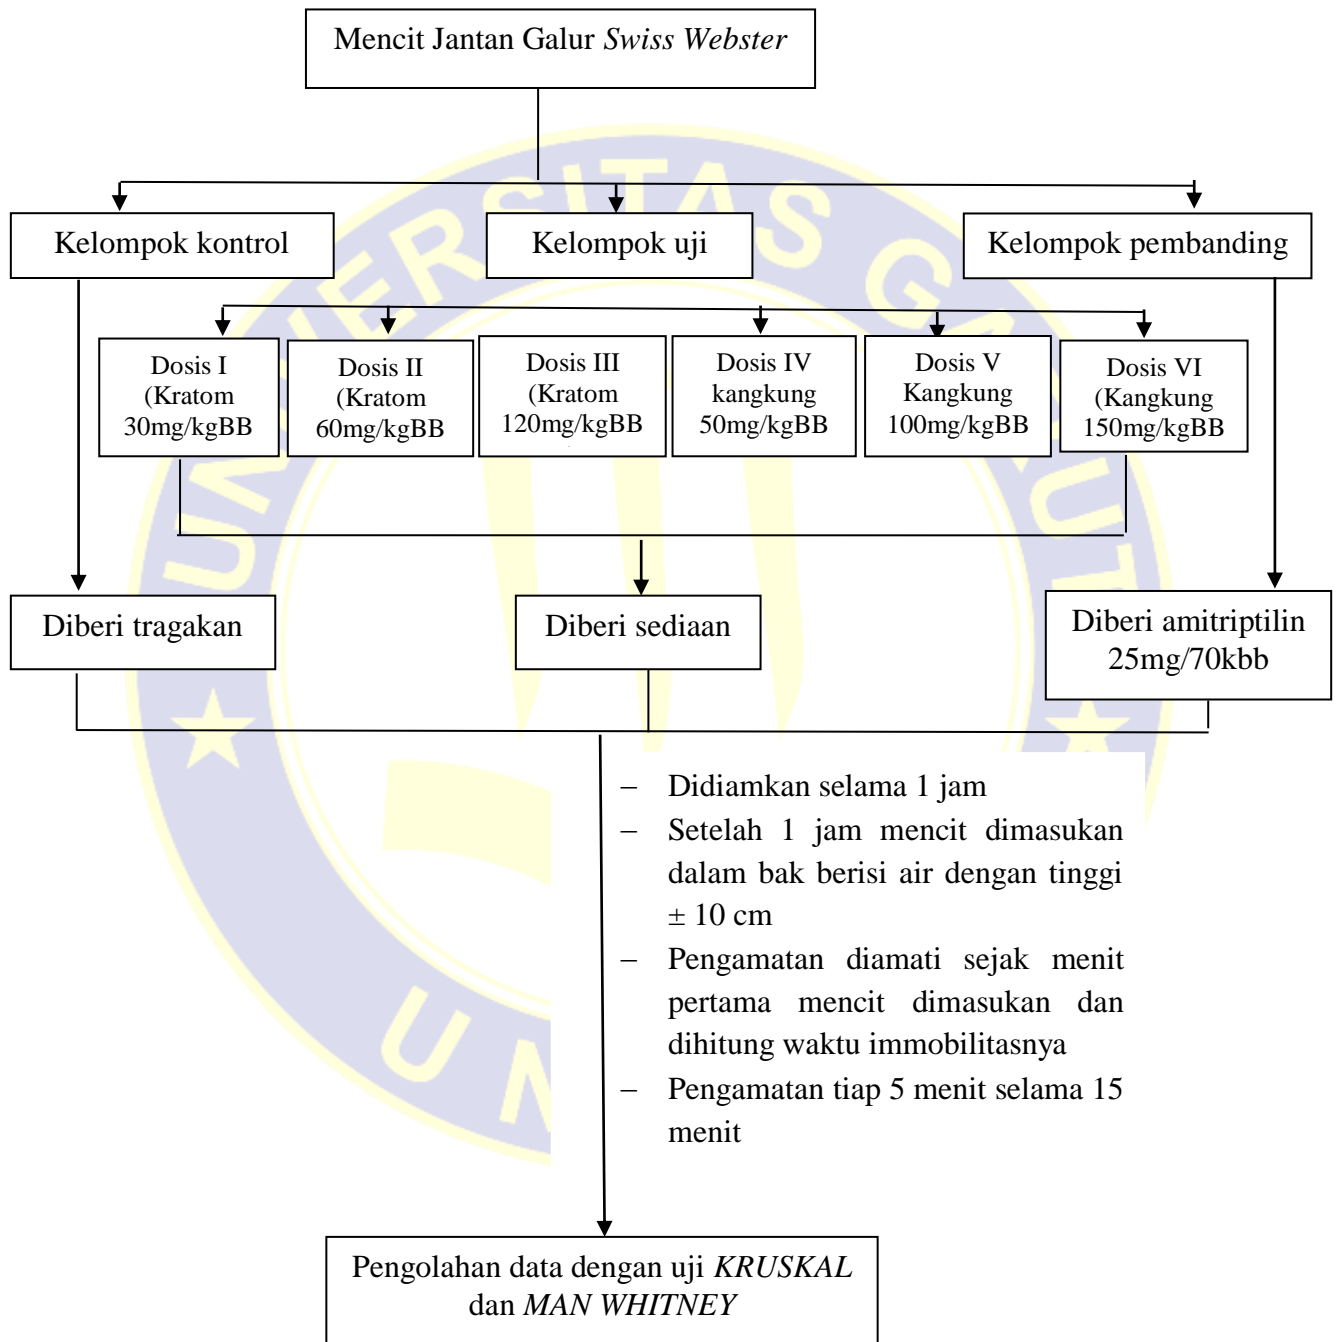 Mencit Jantan Galur Swiss Webster
Kelompok kontrol
Kelompok uji
Kelompok pembanding
Dosis I
(Kratom
30mg/kgBB
Dosis II
(Kratom
60mg/kgBB
Dosis III
(Kratom
120mg/kgBB
Dosis IV
kangkung
50mg/kgBB
Dosis V
Kangkung
100mg/kgBB
Dosis VI
(Kangkung
150mg/kgBB
Diberi tragakan
Diberi sediaan
Diberi amitriptilin
25mg/70kbb
– Didiamkan selama 1 jam
– Setelah 1 jam mencit dimasukan
dalam bak berisi air dengan tinggi
± 10 cm
– Pengamatan diamati sejak menit
pertama mencit dimasukan dan
dihitung waktu immobilitasnya
– Pengamatan tiap 5 menit selama 15
menit
Pengolahan data dengan uji KRUSKAL
dan MAN WHITNEY